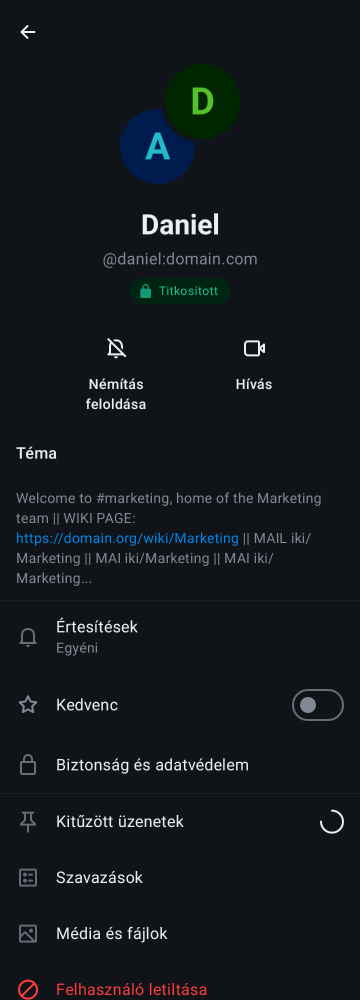 D
A
Daniel
@daniel:domain.com
Titkosított
Némítás
feloldása
Hívás
Téma
Welcome to #marketing, home of the Marketing
team || WIKI PAGE:
https://domain.org/wiki/Marketing || MAIL iki/
Marketing || MAI iki/Marketing || MAI iki/
Marketing...
Értesítések
Egyéni
Kedvenc
Biztonság és adatvédelem
Kitűzött üzenetek
Szavazások
Média és fájlok
Felhasználó letiltása